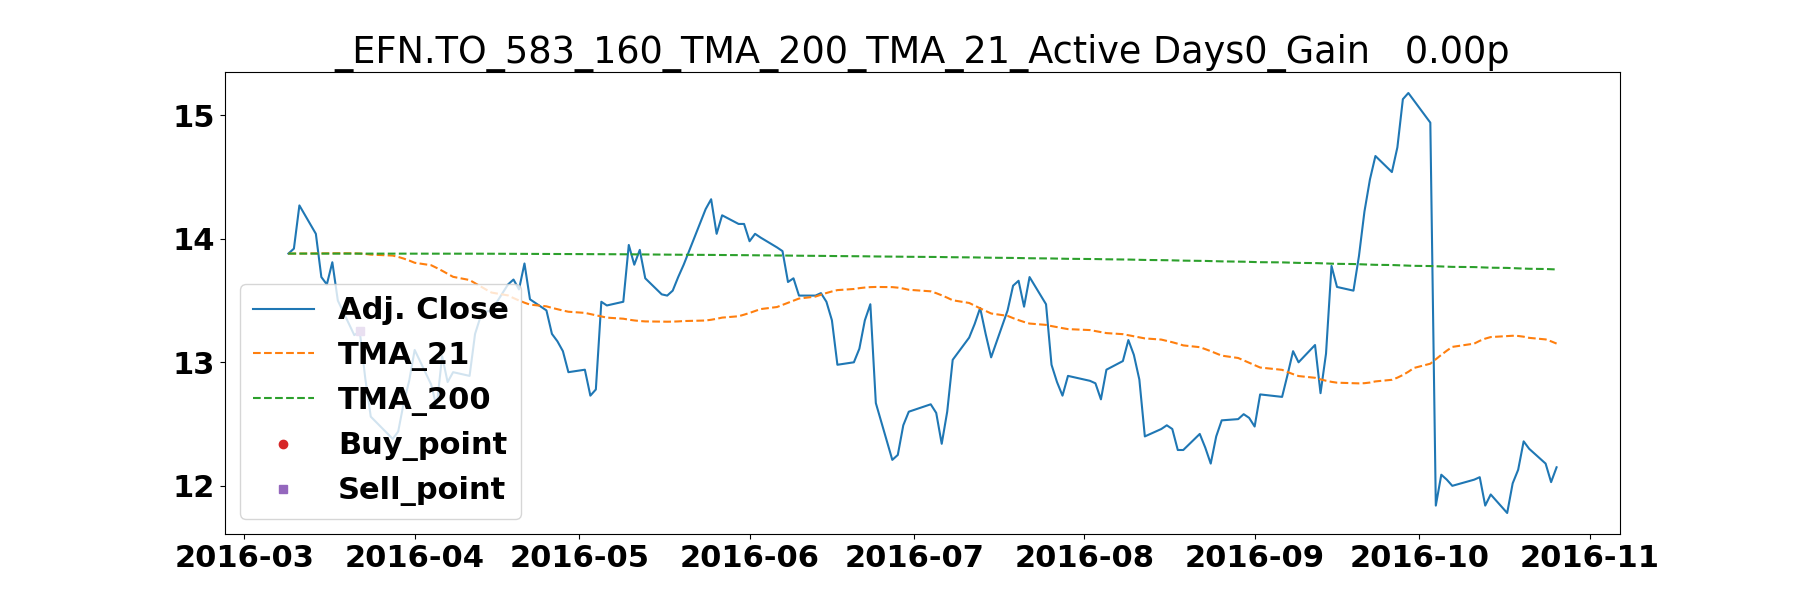 _EFN.TO_583_160_TMA_200_TMA_21_Active Days0_Gain   0.00p
15
14
13
12
Adj. Close
TMA_21
TMA_200
Buy_point
Sell_point
2016-03 2016-04 2016-05 2016-06 2016-07 2016-08 2016-09 2016-10 2016-11